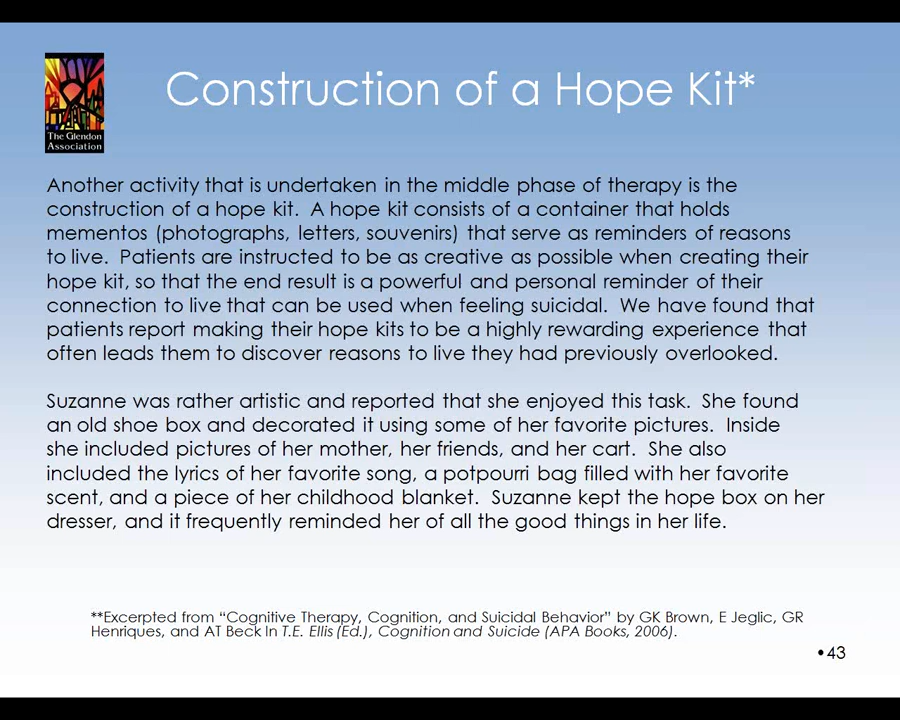 The Glendon
Association
Construction of a Hope Kit*
Another activity that is undertaken in the middle phase of therapy is the
construction of a hope kit. A hope kit consists of a container that holds
mementos (photographs, letters, souvenirs) that serve as reminders of reasons
to live. Patients are instructed to be as creative as possible when creating their
hope kit, so that the end result is a powerful and personal reminder of their
connection to live that can be used when feeling suicidal. We have found that
patients report making their hope kits to be a highly rewarding experience that
often leads them to discover reasons to live they had previously overlooked.
Suzanne was rather artistic and reported that she enjoyed this task. She found
an old shoe box and decorated it using some of her favorite pictures. Inside
she included pictures of her mother, her friends, and her cart. She also
included the lyrics of her favorite song, a potpourri bag filled with her favorite
scent, and a piece of her childhood blanket. Suzanne kept the hope box on her
dresser, and it frequently reminded her of all the good things in her life.
**Excerpted from “Cognitive Therapy, Cognition, and Suicidal Behavior” by GK Brown, E Jeglic, GR
Henriques, and AT Beck In T.E. Ellis (Ed.), Cognition and Suicide (APA Books, 2006).
•43